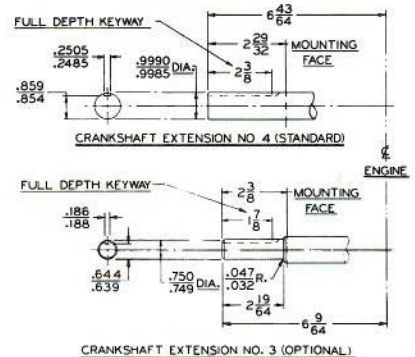 6 43/64
FULL DEPTH KEYWAY
2 29/32
MOUNTING
FACE
.2505
.2485
.9990
.9985 DIA.
2 3/8
.859
.854
CRANKSHAFT EXTENSION NO 4 (STANDARD)
℄
ENGINE
FULL DEPTH KEYWAY
2 3/8
MOUNTING
FACE
1 7/8
.186
.188
.644
.639
.750
.749 DIA.
.047
.032 R.
2 19/64
6 9/64
CRANKSHAFT EXTENSION NO. 3 (OPTIONAL)